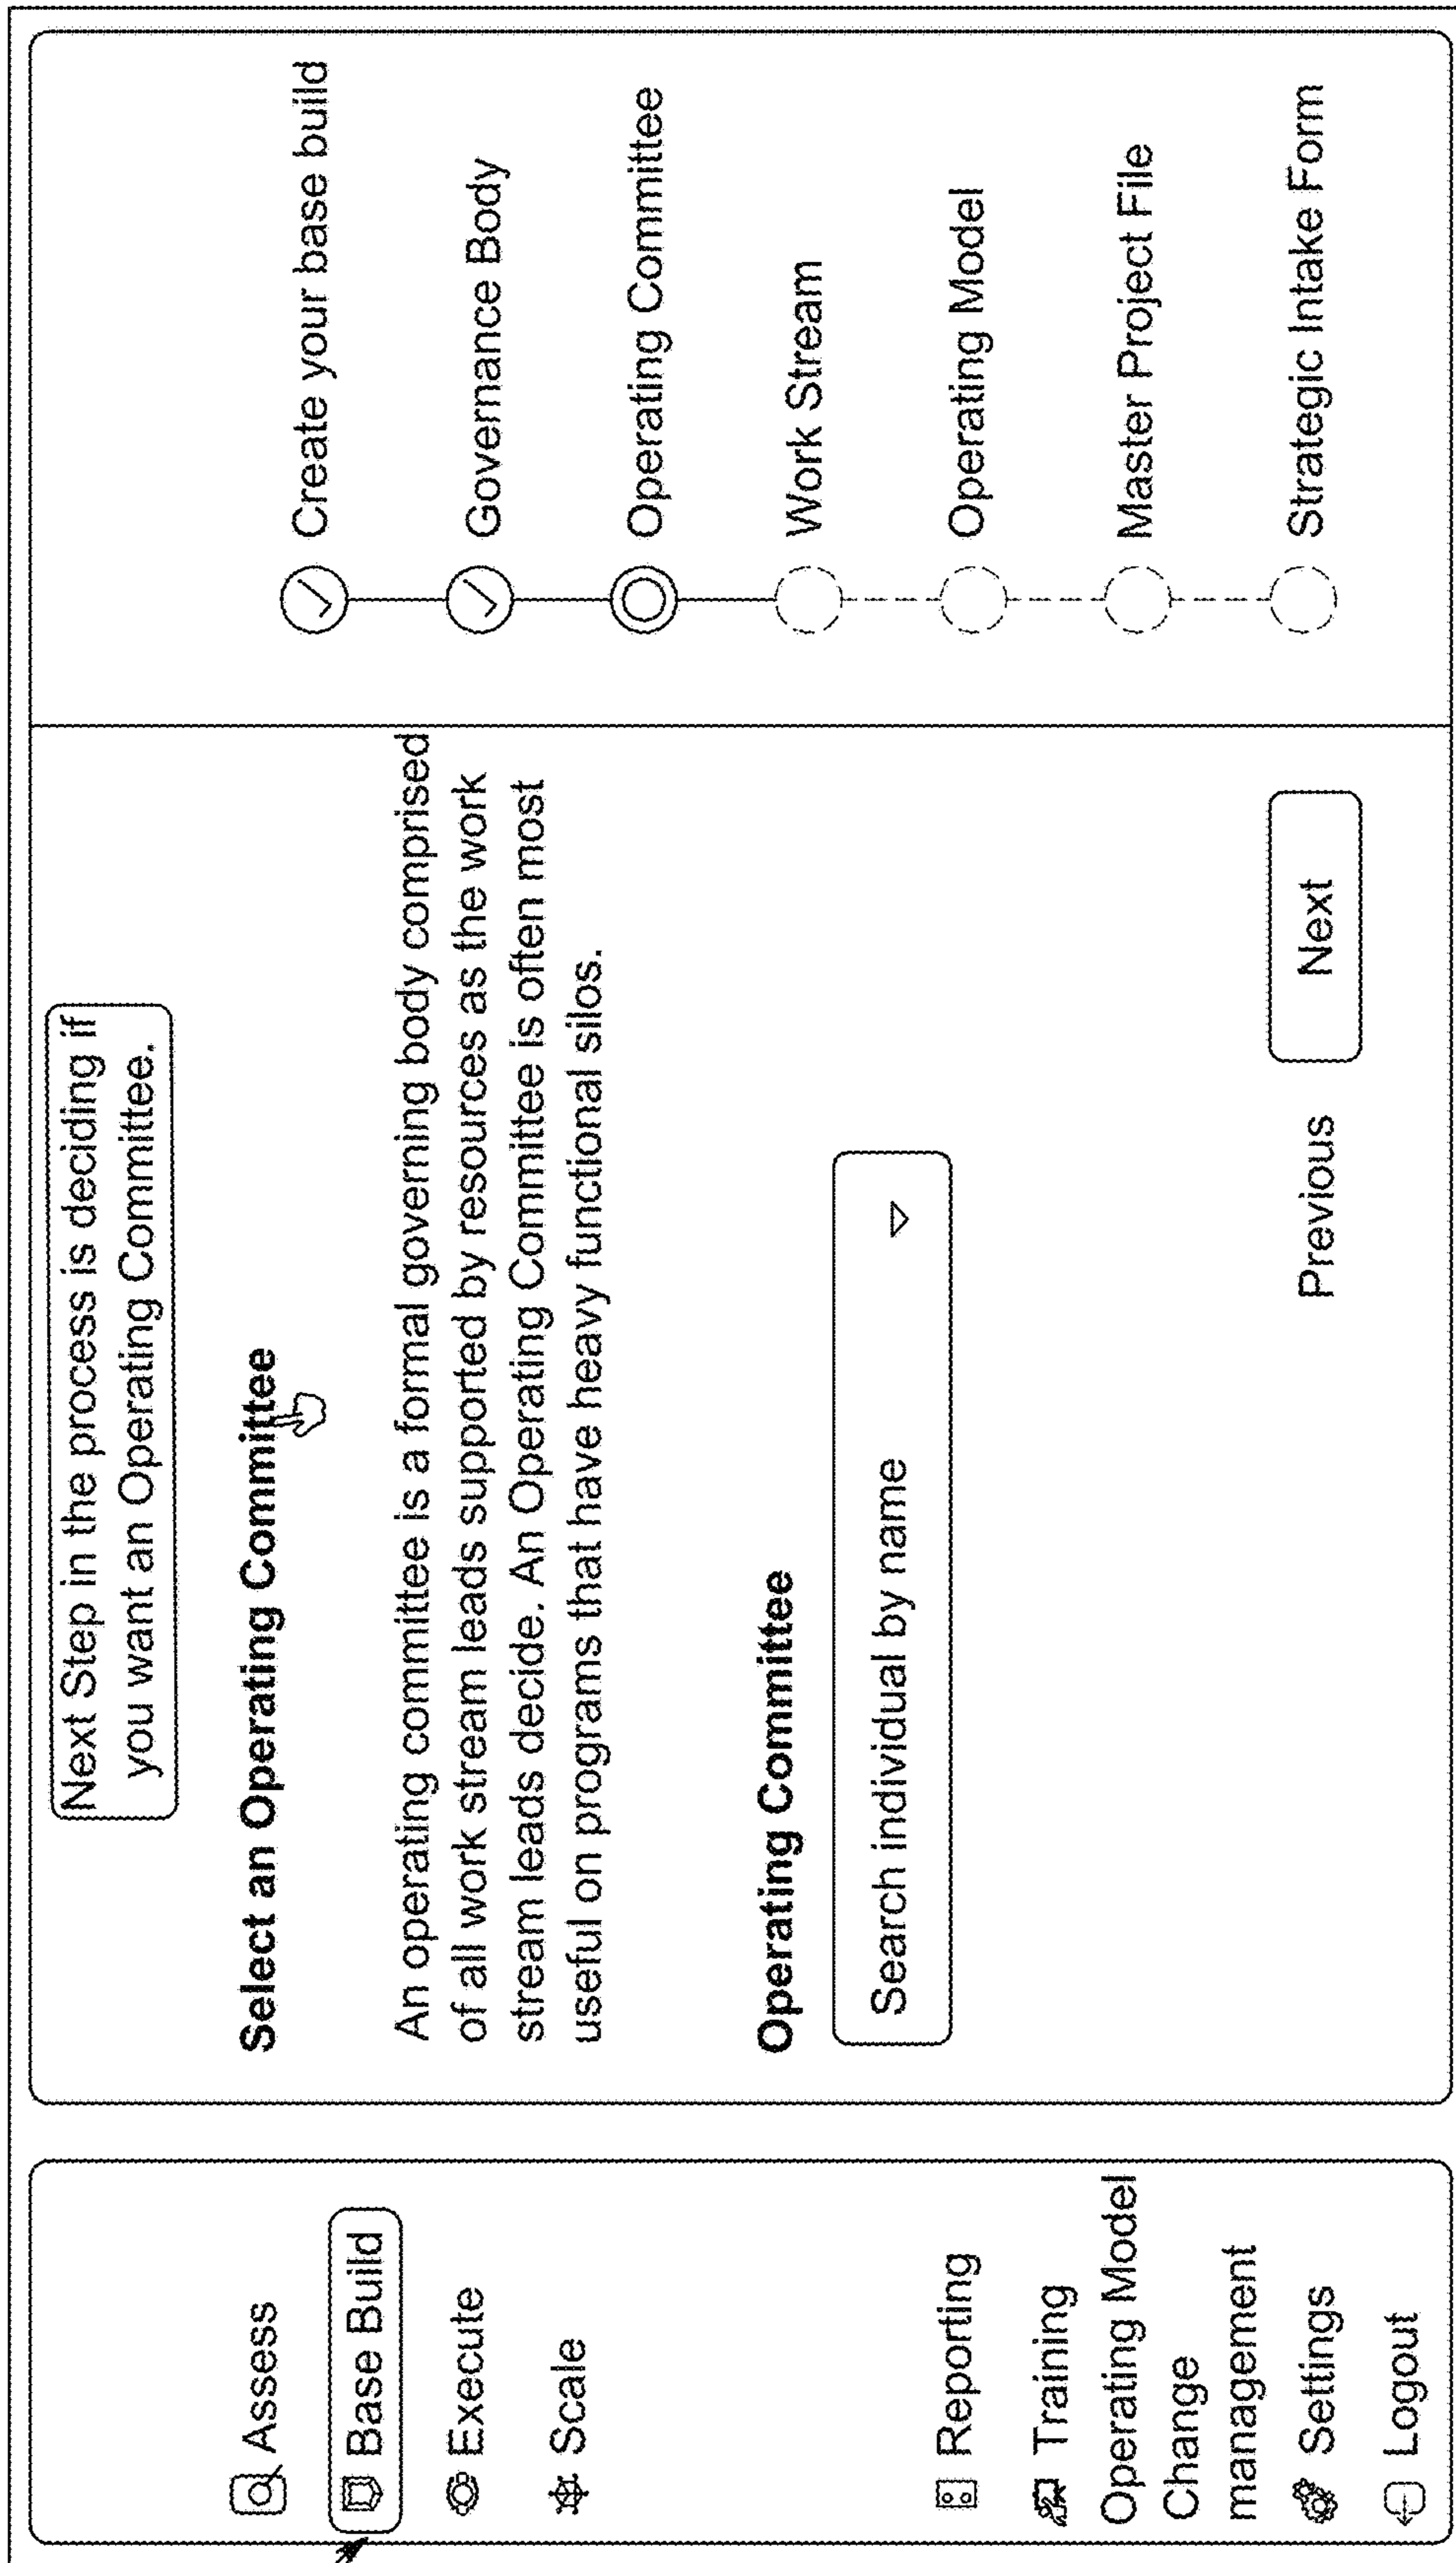 Assess
Base Build
Execute
Scale
Reporting
Training
Operating Model
Change
management
Settings
Logout
Next Step in the process is deciding if
you want an Operating Committee.
Select an Operating Committee
An operating committee is a formal governing body comprised
of all work stream leads supported by resources as the work
stream leads decide. An Operating Committee is often most
useful on programs that have heavy functional silos.
Operating Committee
Search individual by name
Previous
Next
Create your base build
Governance Body
Operating Committee
Work Stream
Operating Model
Master Project File
Strategic Intake Form